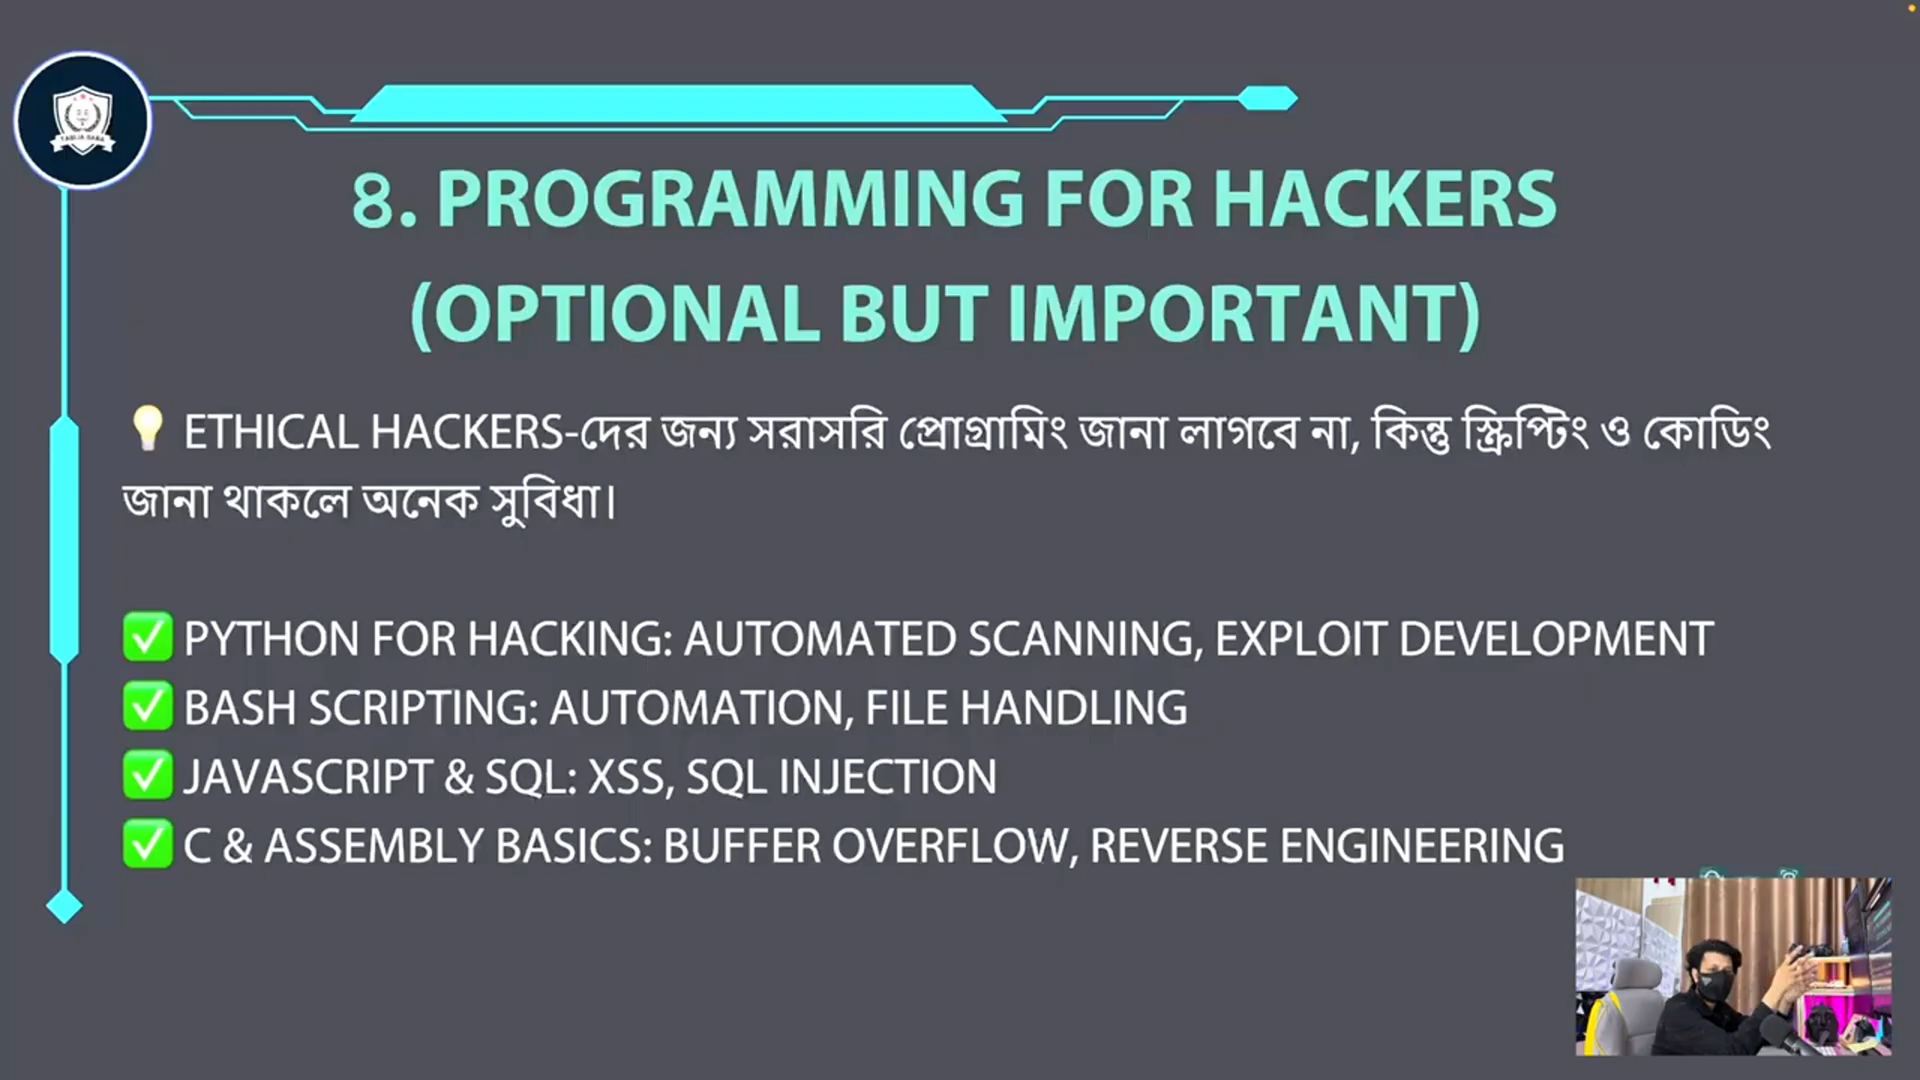 8. PROGRAMMING FOR HACKERS
(OPTIONAL BUT IMPORTANT)
💡 ETHICAL HACKERS-দের জন্য সরাসরি প্রোগ্রামিং জানা লাগবে না, কিন্তু স্ক্রিপ্টিং ও কোডিং
জানা থাকলে অনেক সুবিধা।
✅ PYTHON FOR HACKING: AUTOMATED SCANNING, EXPLOIT DEVELOPMENT
✅ BASH SCRIPTING: AUTOMATION, FILE HANDLING
✅ JAVASCRIPT & SQL: XSS, SQL INJECTION
✅ C & ASSEMBLY BASICS: BUFFER OVERFLOW, REVERSE ENGINEERING